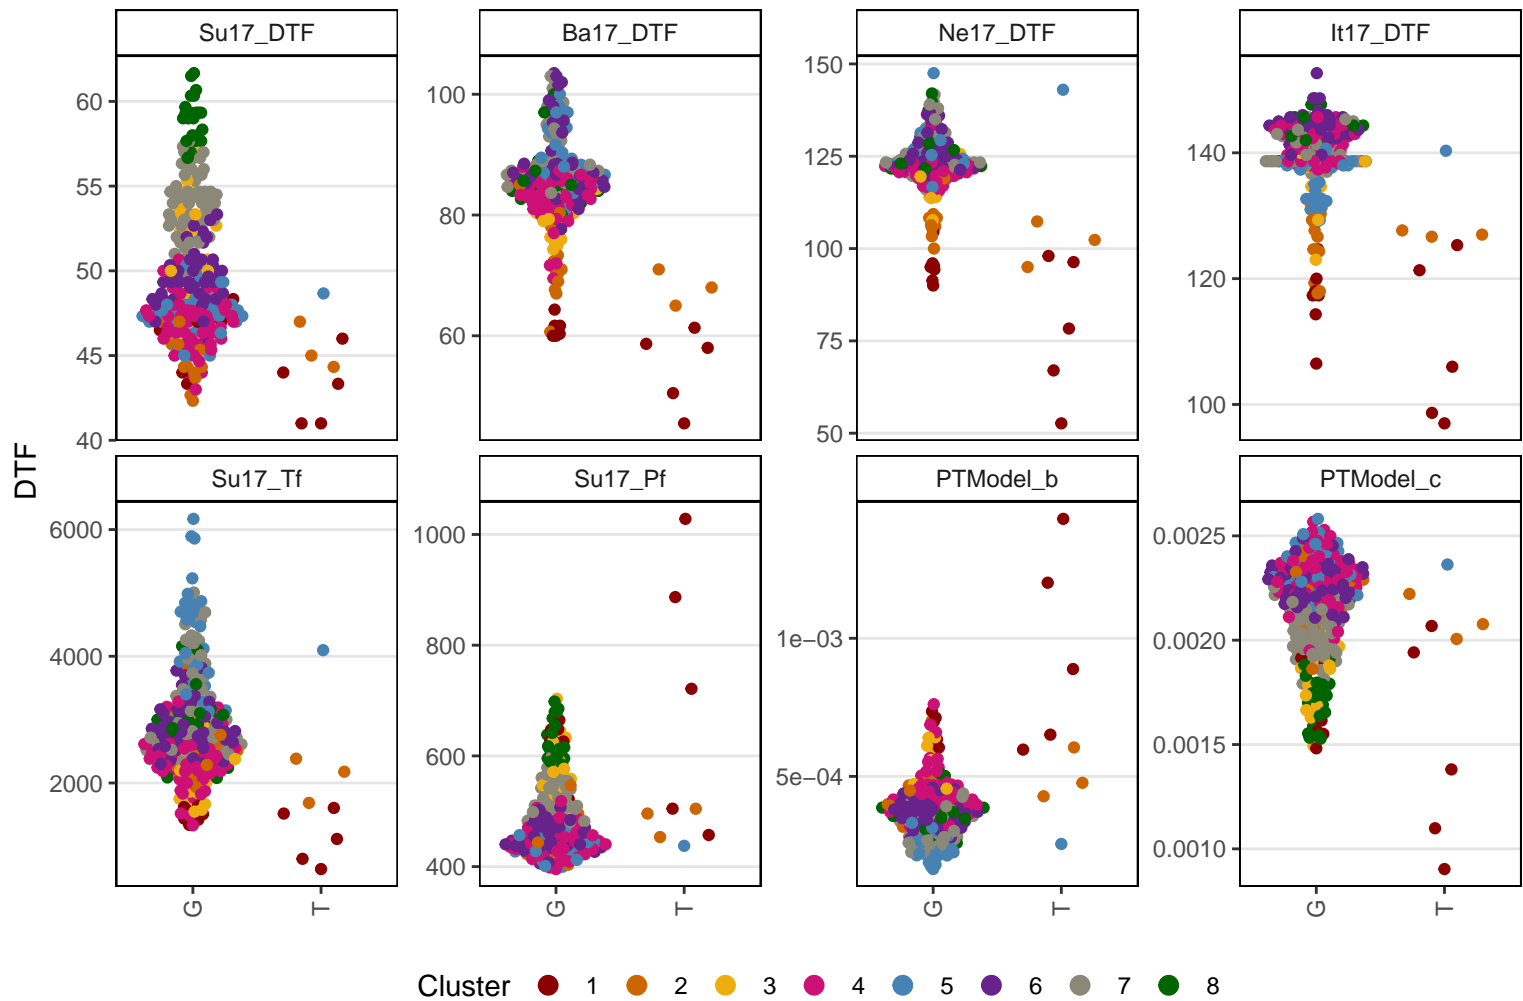 Su17_DTF
Ba17_DTF
Ne17_DTF
It17_DTF
60
55
50
45
40
100
80
60
150
125
100
75
50
140
120
100
DTF
Su17_Tf
Su17_Pf
PTModel_b
PTModel_c
6000
4000
2000
1000
800
600
400
1e−03
5e−04
0.0025
0.0020
0.0015
0.0010
G T
G T
G T
G T
Cluster 1 2 3 4 5 6 7 8